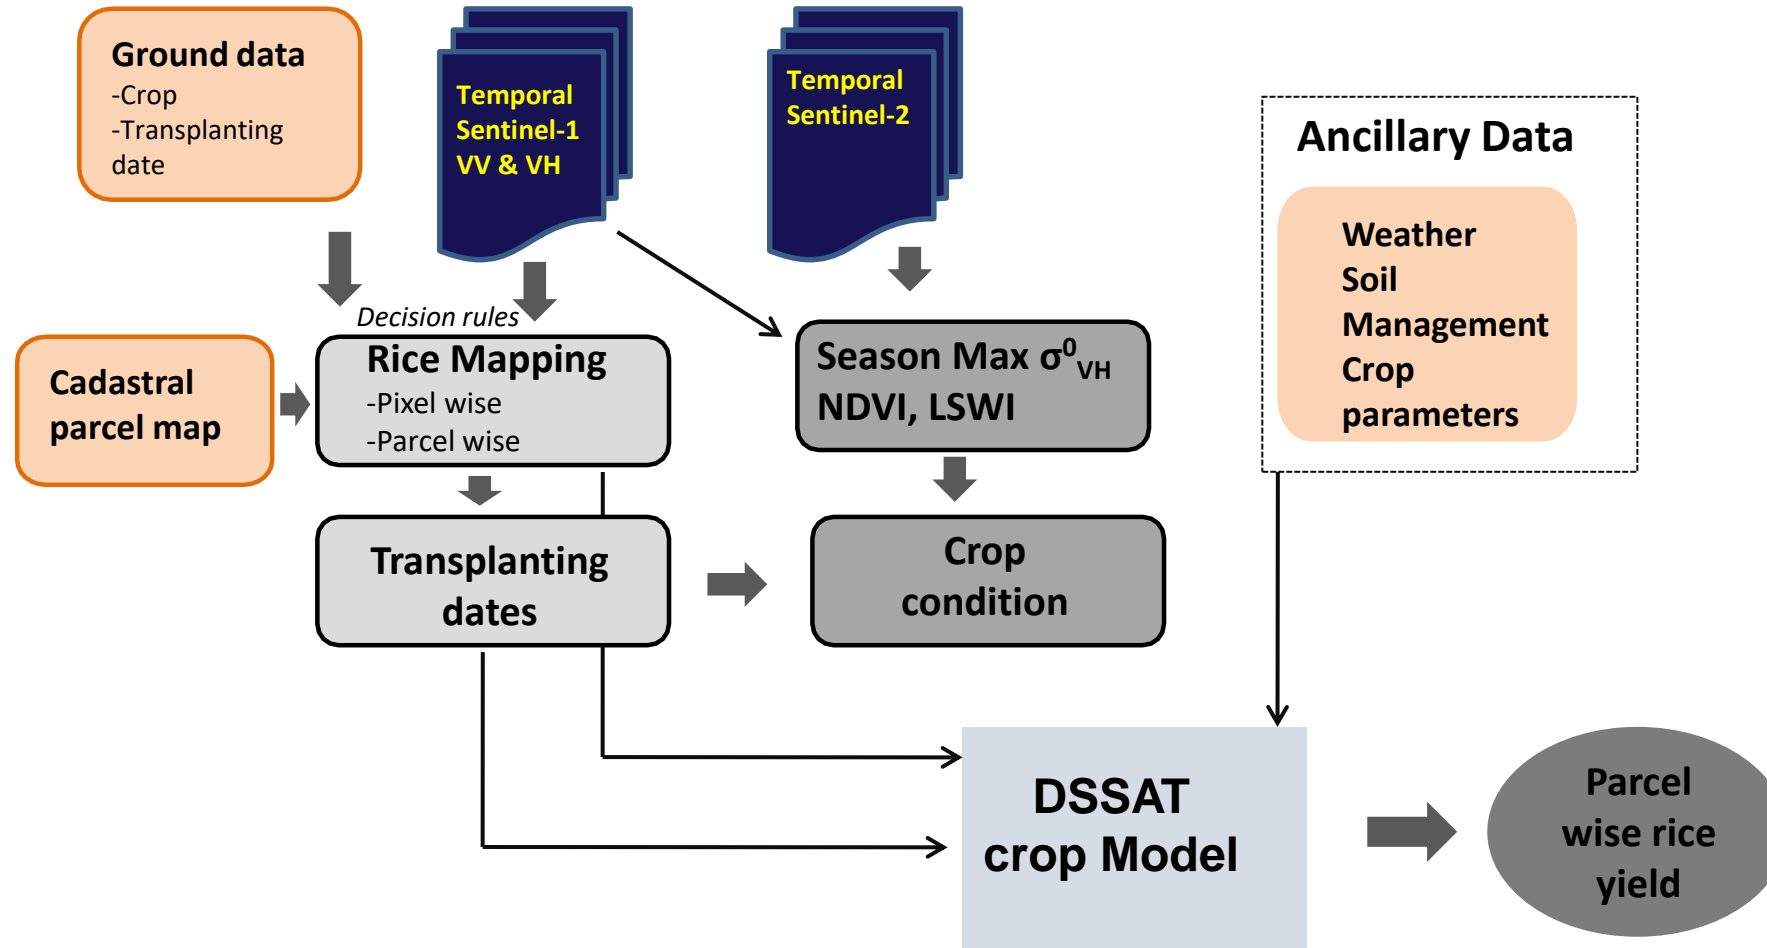 Ground data
-Crop
-Transplanting
date
Temporal
Sentinel-1
VV & VH
Temporal
Sentinel-2
Ancillary Data
Weather
Soil
Management
Crop
parameters
Decision rules
Cadastral
parcel map
Rice Mapping
-Pixel wise
-Parcel wise
Season Max σ⁰VH
NDVI, LSWI
Transplanting
dates
Crop
condition
DSSAT
crop Model
Parcel
wise rice
yield